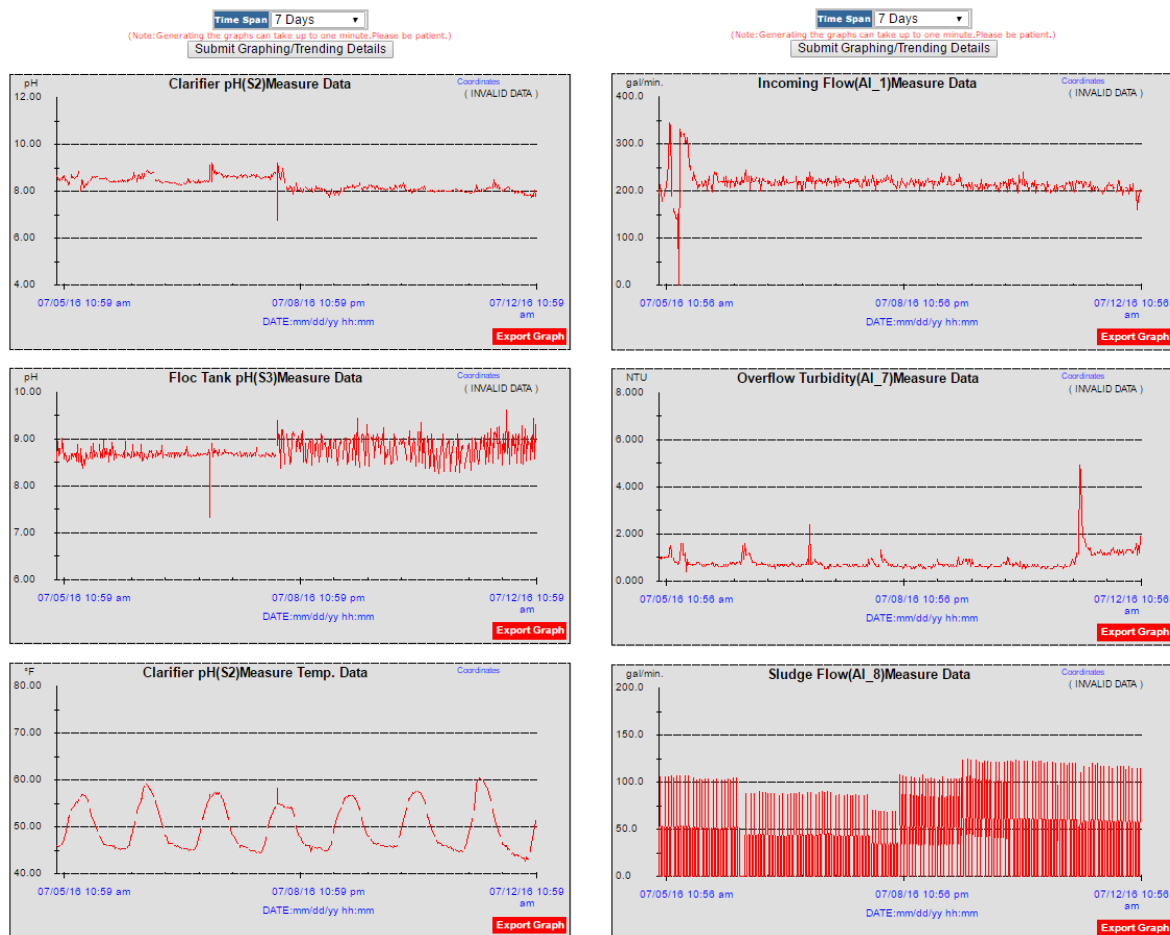 Time Span 7 Days
(Note:Generating the graphs can take up to one minute.Please be patient.)
Submit Graphing/Trending Details
pH
Clarifier pH(S2)Measure Data
Coordinates
( INVALID DATA )
12.00
10.00
8.00
6.00
4.00
07/05/16 10:59 am
07/08/16 10:59 pm
07/12/16 10:59
am
DATE:mm/dd/yy hh:mm
Export Graph
pH
Floc Tank pH(S3)Measure Data
Coordinates
( INVALID DATA )
10.00
9.00
8.00
7.00
6.00
07/05/16 10:59 am
07/08/16 10:59 pm
07/12/16 10:59
am
DATE:mm/dd/yy hh:mm
Export Graph
°F
Clarifier pH(S2)Measure Temp. Data
Coordinates
80.00
70.00
60.00
50.00
40.00
07/05/16 10:59 am
07/08/16 10:59 pm
07/12/16 10:59
am
DATE:mm/dd/yy hh:mm
Export Graph
Time Span 7 Days
(Note:Generating the graphs can take up to one minute.Please be patient.)
Submit Graphing/Trending Details
gal/min.
Incoming Flow(AI_1)Measure Data
Coordinates
( INVALID DATA )
400.0
300.0
200.0
100.0
0.0
07/05/16 10:56 am
07/08/16 10:56 pm
07/12/16 10:56
am
DATE:mm/dd/yy hh:mm
Export Graph
NTU
Overflow Turbidity(AI_7)Measure Data
Coordinates
( INVALID DATA )
8.000
6.000
4.000
2.000
0.000
07/05/16 10:56 am
07/08/16 10:56 pm
07/12/16 10:56
am
DATE:mm/dd/yy hh:mm
Export Graph
gal/min.
Sludge Flow(AI_8)Measure Data
Coordinates
( INVALID DATA )
200.0
150.0
100.0
50.0
0.0
07/05/16 10:56 am
07/08/16 10:56 pm
07/12/16 10:56
am
DATE:mm/dd/yy hh:mm
Export Graph